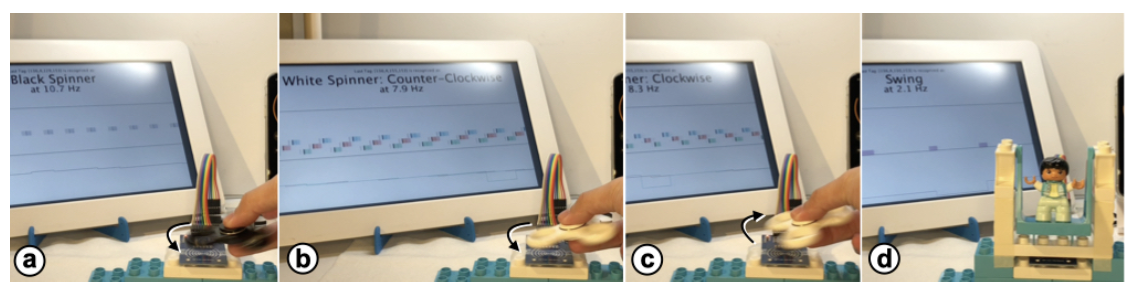 Black Spinner
at 10.7 Hz
a
White Spinner: Counter-Clockwise
at 7.9 Hz
b
ner: Clockwise
8.3 Hz
c
Swing
at 2.1 Hz
d